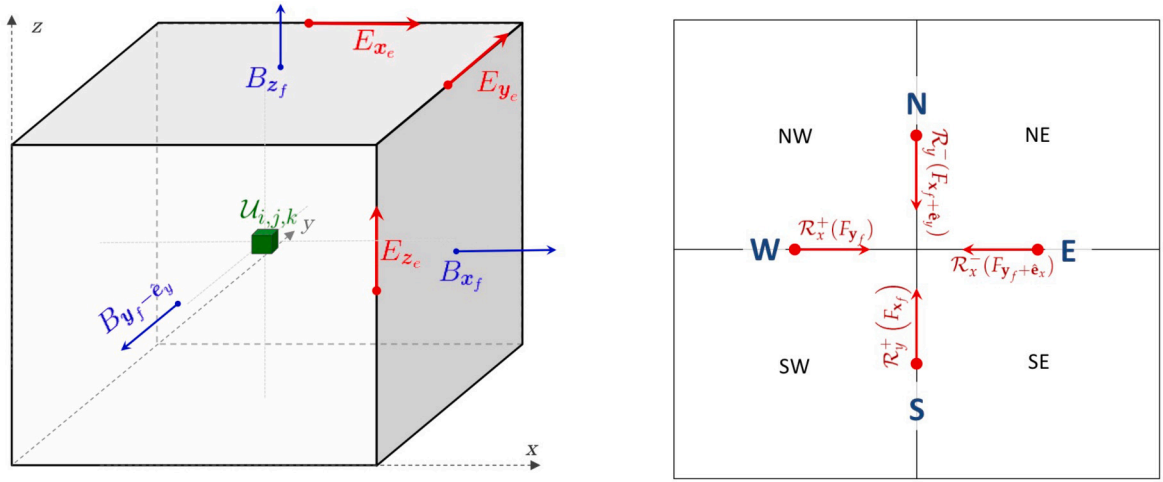 z
E_{x_e}
B_{z_f}
E_{y_e}
𝒰_{i,j,k}
y
E_{z_e}
B_{x_f}
B_{y_f−ê_y}
x
N
NW
NE
ℛ_y^−(F_{x_f+ê_y})
ℛ_x^+(F_{y_f})
W
E
ℛ_x^−(F_{y_f+ê_x})
ℛ_y^+(F_{x_f})
SW
SE
S